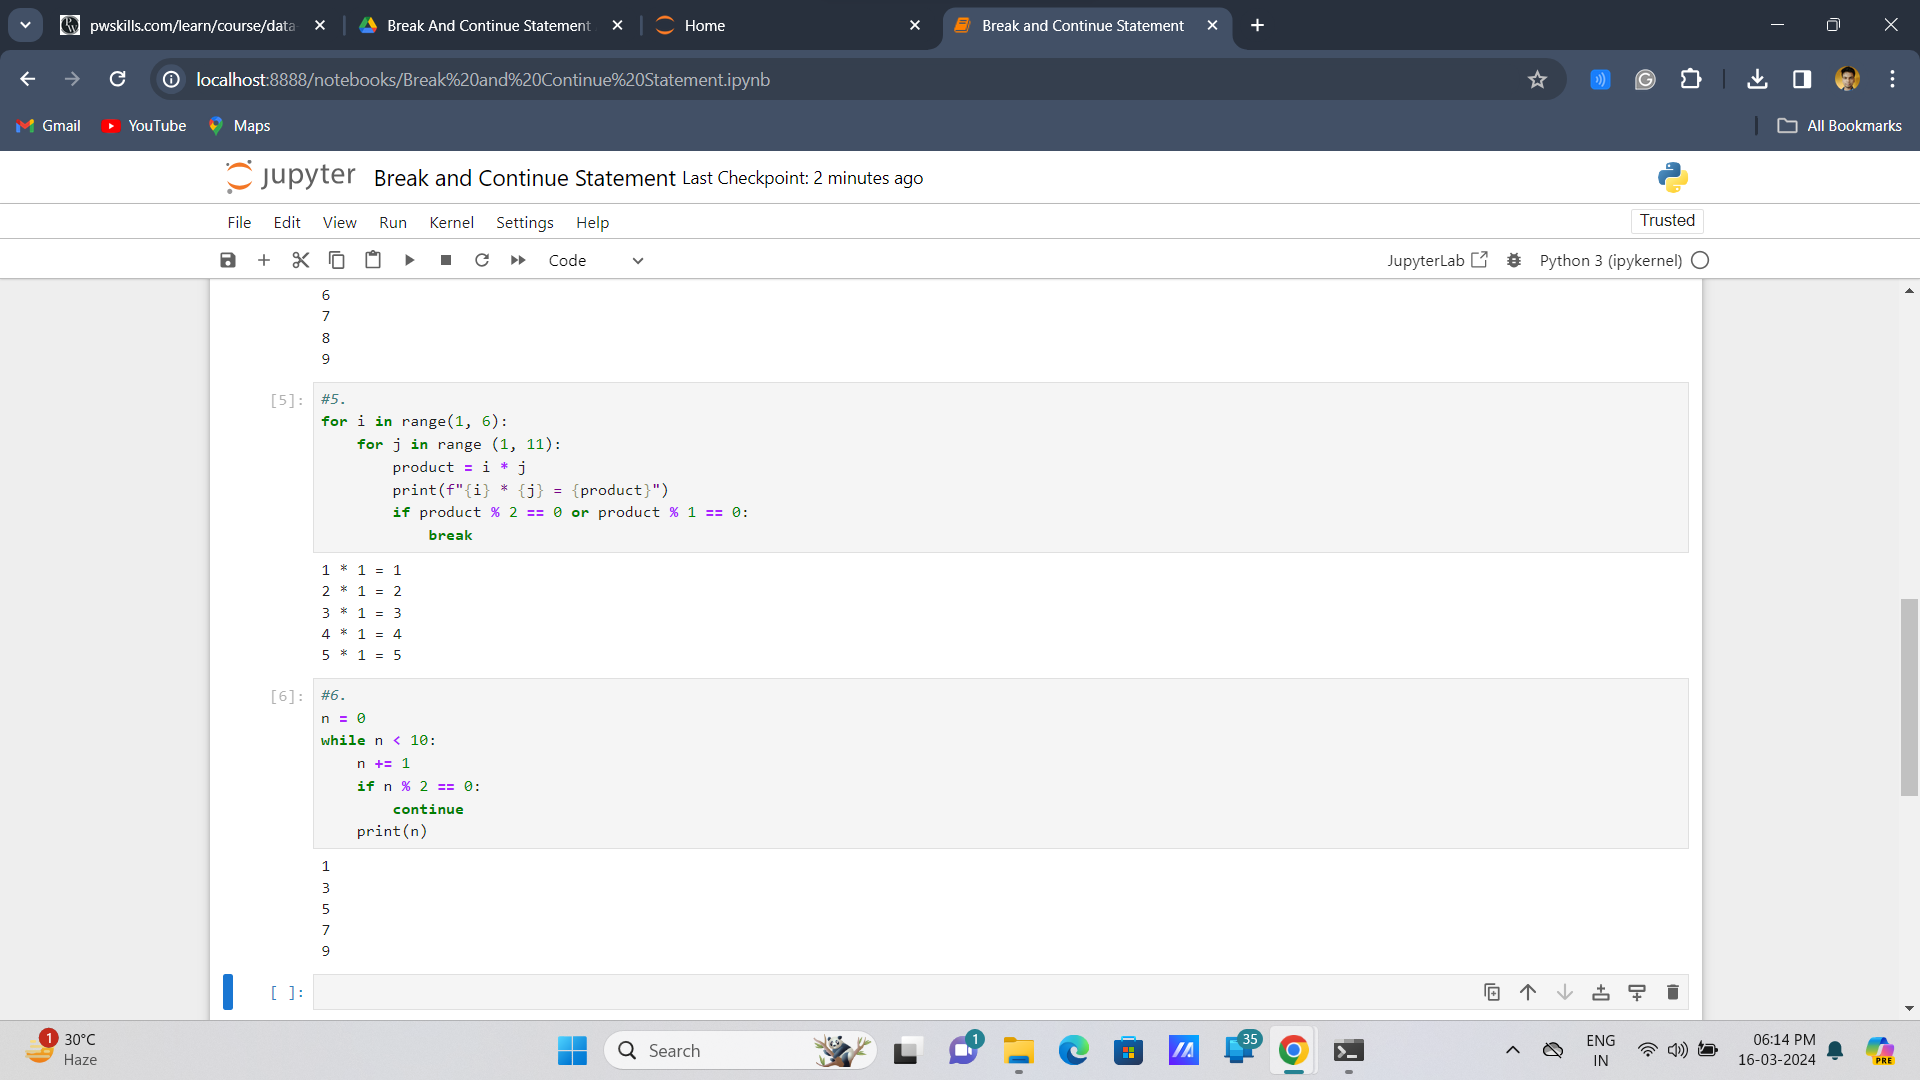 pwskills.com/learn/course/data-
Break And Continue Statement
Home
Break and Continue Statement
localhost:8888/notebooks/Break%20and%20Continue%20Statement.ipynb
Gmail
YouTube
Maps
All Bookmarks
jupyter
Break and Continue Statement Last Checkpoint: 2 minutes ago
File Edit View Run Kernel Settings Help
Trusted
Code
JupyterLab
Python 3 (ipykernel)
6
7
8
9
[5]:
#5.
for i in range(1, 6):
    for j in range (1, 11):
        product = i * j
        print(f"{i} * {j} = {product}")
        if product % 2 == 0 or product % 1 == 0:
            break
1 * 1 = 1
2 * 1 = 2
3 * 1 = 3
4 * 1 = 4
5 * 1 = 5
[6]:
#6.
n = 0
while n < 10:
    n += 1
    if n % 2 == 0:
        continue
    print(n)
1
3
5
7
9
[ ]:
1
30°C
Haze
Search
1
35
ENG
IN
06:14 PM
16-03-2024
PRE